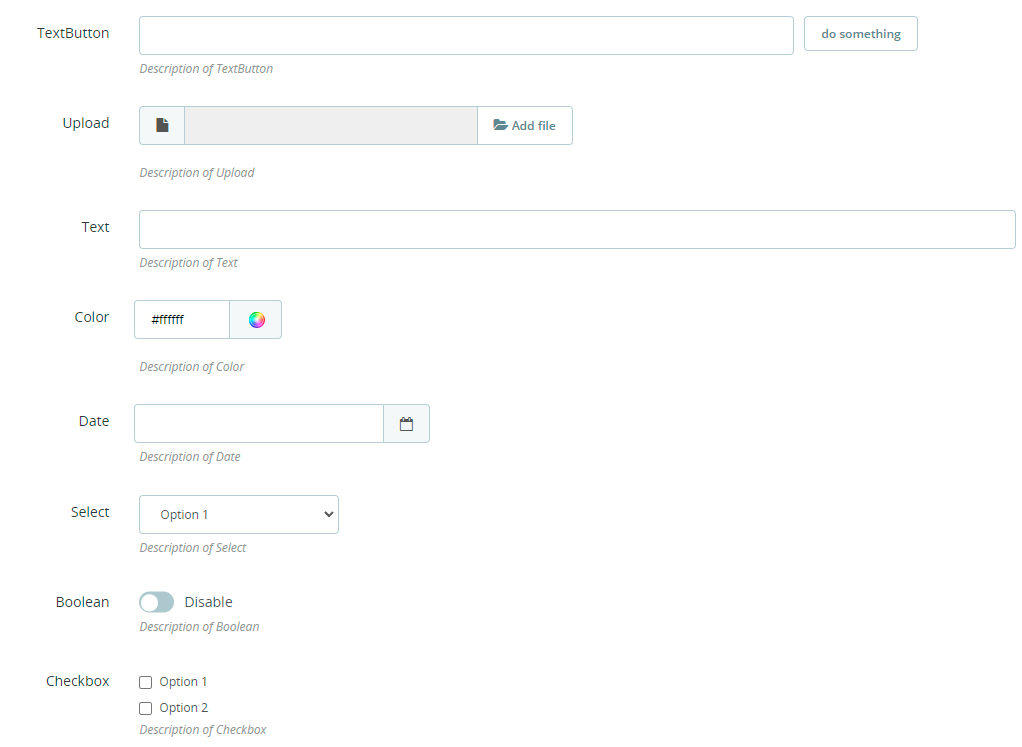 TextButton
do something
Description of TextButton
Upload
Add file
Description of Upload
Text
Description of Text
Color
#ffffff
Description of Color
Date
Description of Date
Select
Option 1
Description of Select
Boolean
Disable
Description of Boolean
Checkbox
Option 1
Option 2
Description of Checkbox